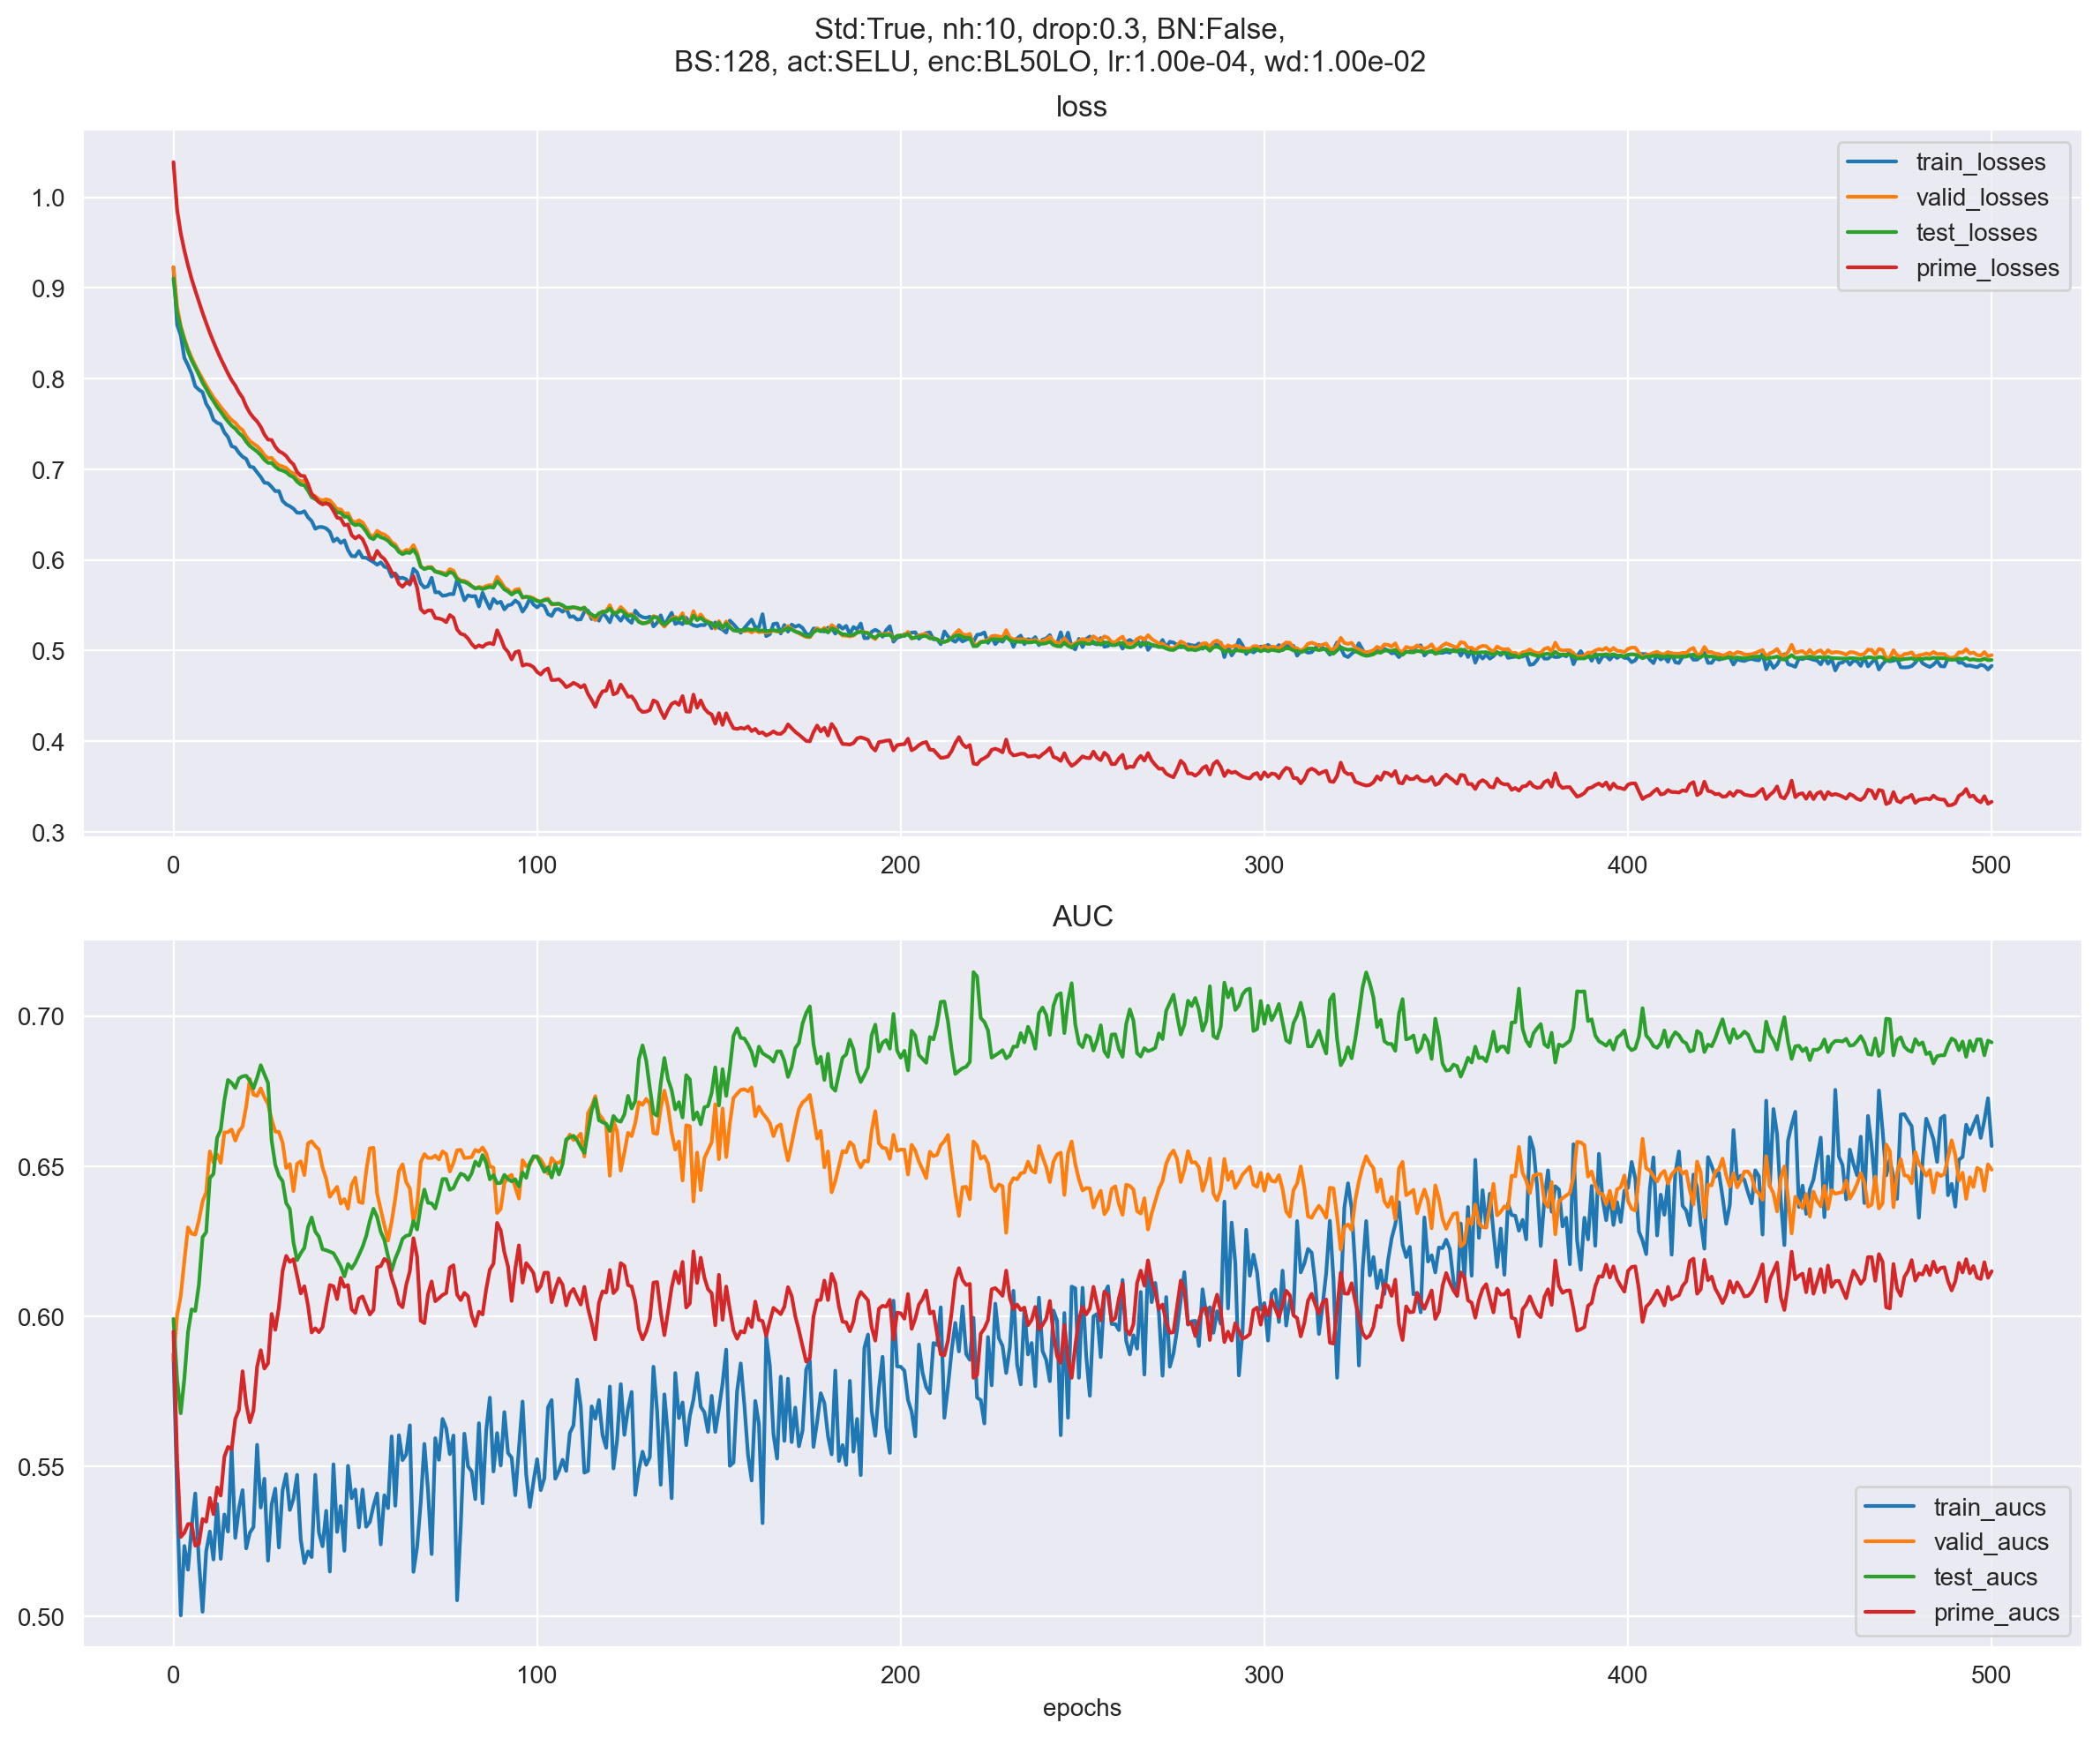 Std:True, nh:10, drop:0.3, BN:False,
BS:128, act:SELU, enc:BL50LO, lr:1.00e-04, wd:1.00e-02
loss
train_losses
valid_losses
test_losses
prime_losses
1.0
0.9
0.8
0.7
0.6
0.5
0.4
0.3
0 100 200 300 400 500
AUC
0.70
0.65
0.60
0.55
0.50
train_aucs
valid_aucs
test_aucs
prime_aucs
0 100 200 300 400 500
epochs